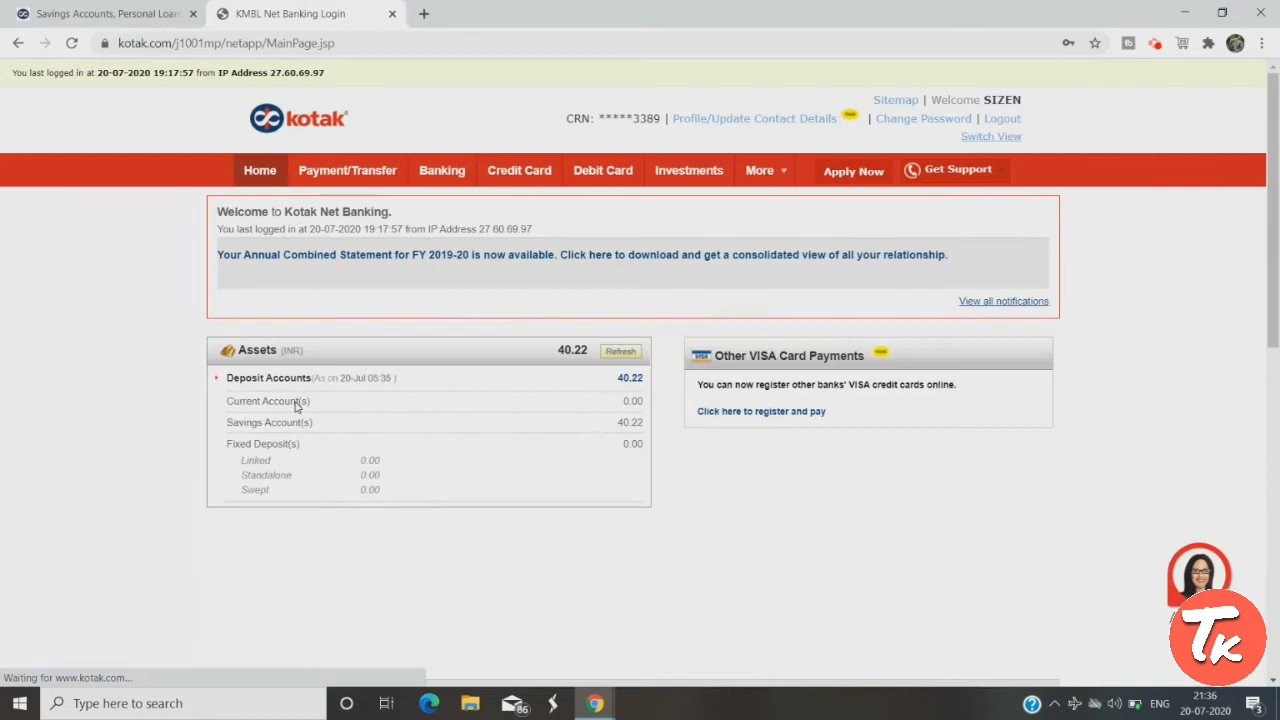 Savings Accounts, Personal Loan
KMBL Net Banking Login
kotak.com/j1001mp/netapp/MainPage.jsp
You last logged in at 20-07-2020 19:17:57 from IP Address 27.60.69.97
kotak
Sitemap | Welcome SIZEN
CRN: *****3389 | Profile/Update Contact Details | Change Password | Logout
Switch View
Home Payment/Transfer Banking Credit Card Debit Card Investments More Apply Now Get Support
Welcome to Kotak Net Banking.
You last logged in at 20-07-2020 19:17:57 from IP Address 27.60.69.97
Your Annual Combined Statement for FY 2019-20 is now available. Click here to download and get a consolidated view of all your relationship.
View all notifications
Assets (INR) 40.22 Refresh
Deposit Accounts(As on 20-Jul 05:35 ) 40.22
Current Account(s) 0.00
Savings Account(s) 40.22
Fixed Deposit(s) 0.00
Linked 0.00
Standalone 0.00
Swept 0.00
VISA Other VISA Card Payments
You can now register other banks' VISA credit cards online.
Click here to register and pay
TK
Waiting for www.kotak.com...
Type here to search
86
ENG
21:36
20-07-2020
3